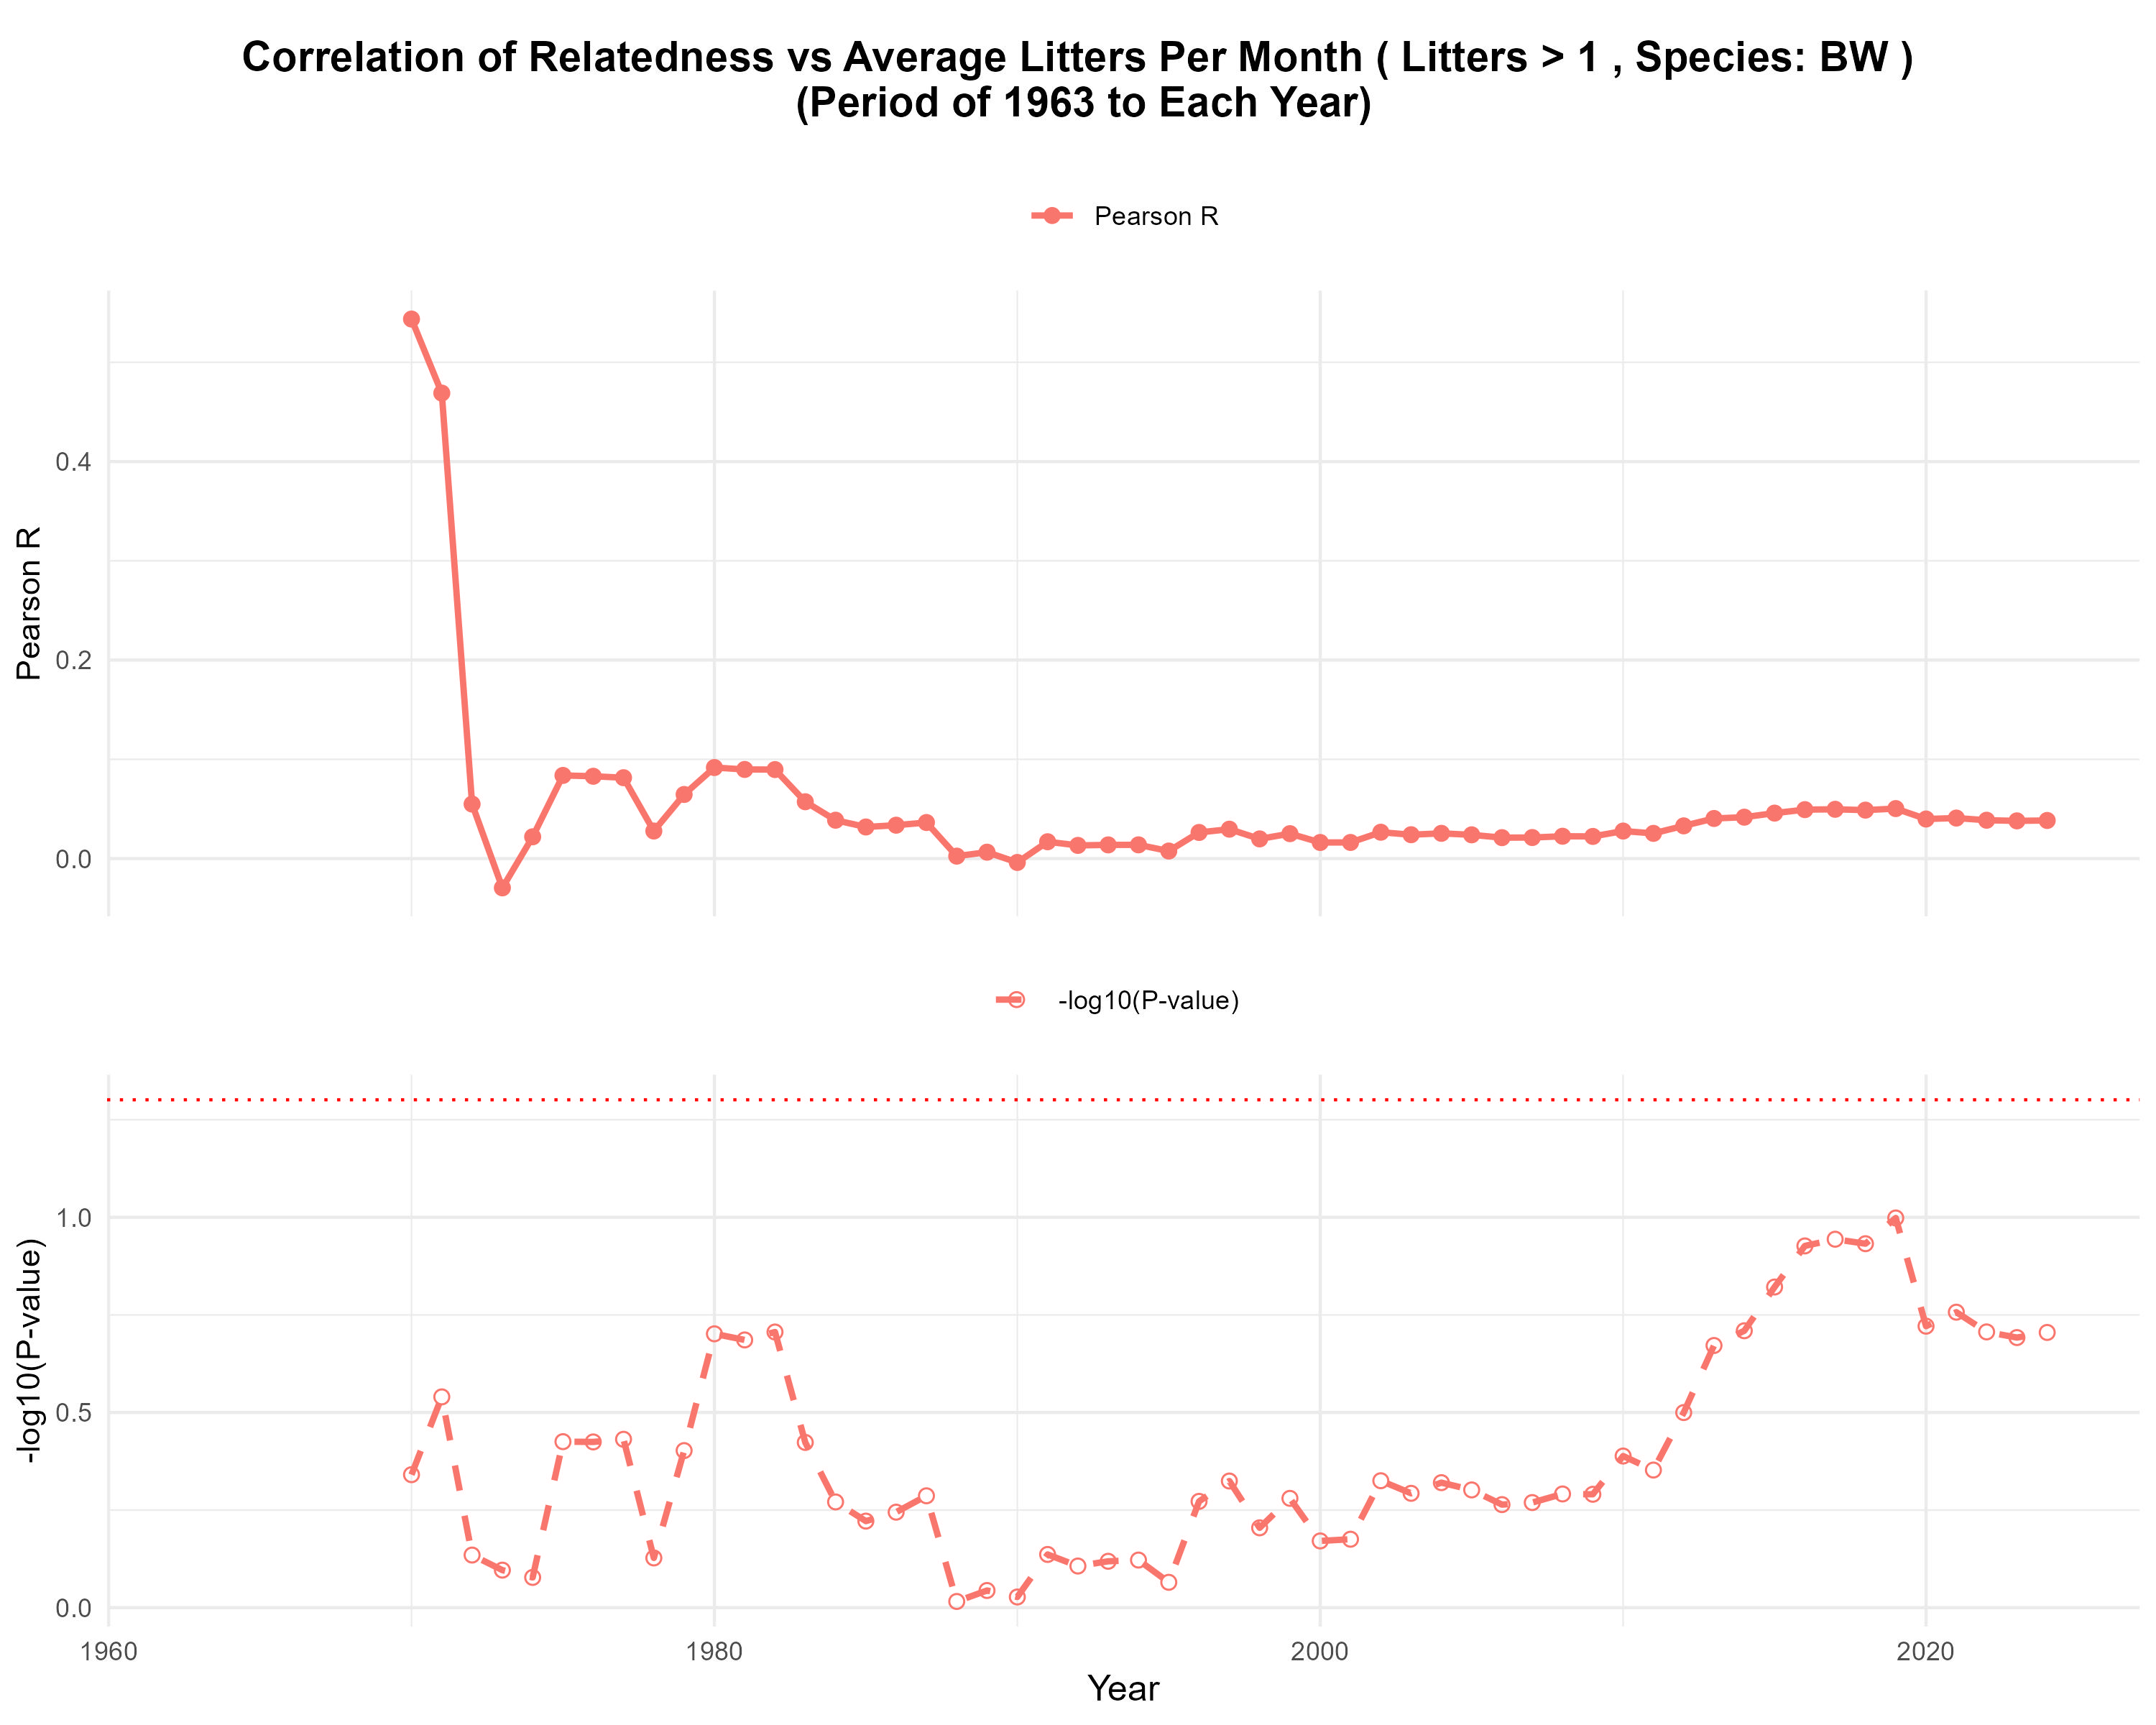 Correlation of Relatedness vs Average Litters Per Month ( Litters > 1 , Species: BW )
(Period of 1963 to Each Year)
Pearson R
Pearson R
0.4
0.2
0.0
-log10(P-value)
-log10(P-value)
1.0
0.5
0.0
1960
1980
2000
2020
Year